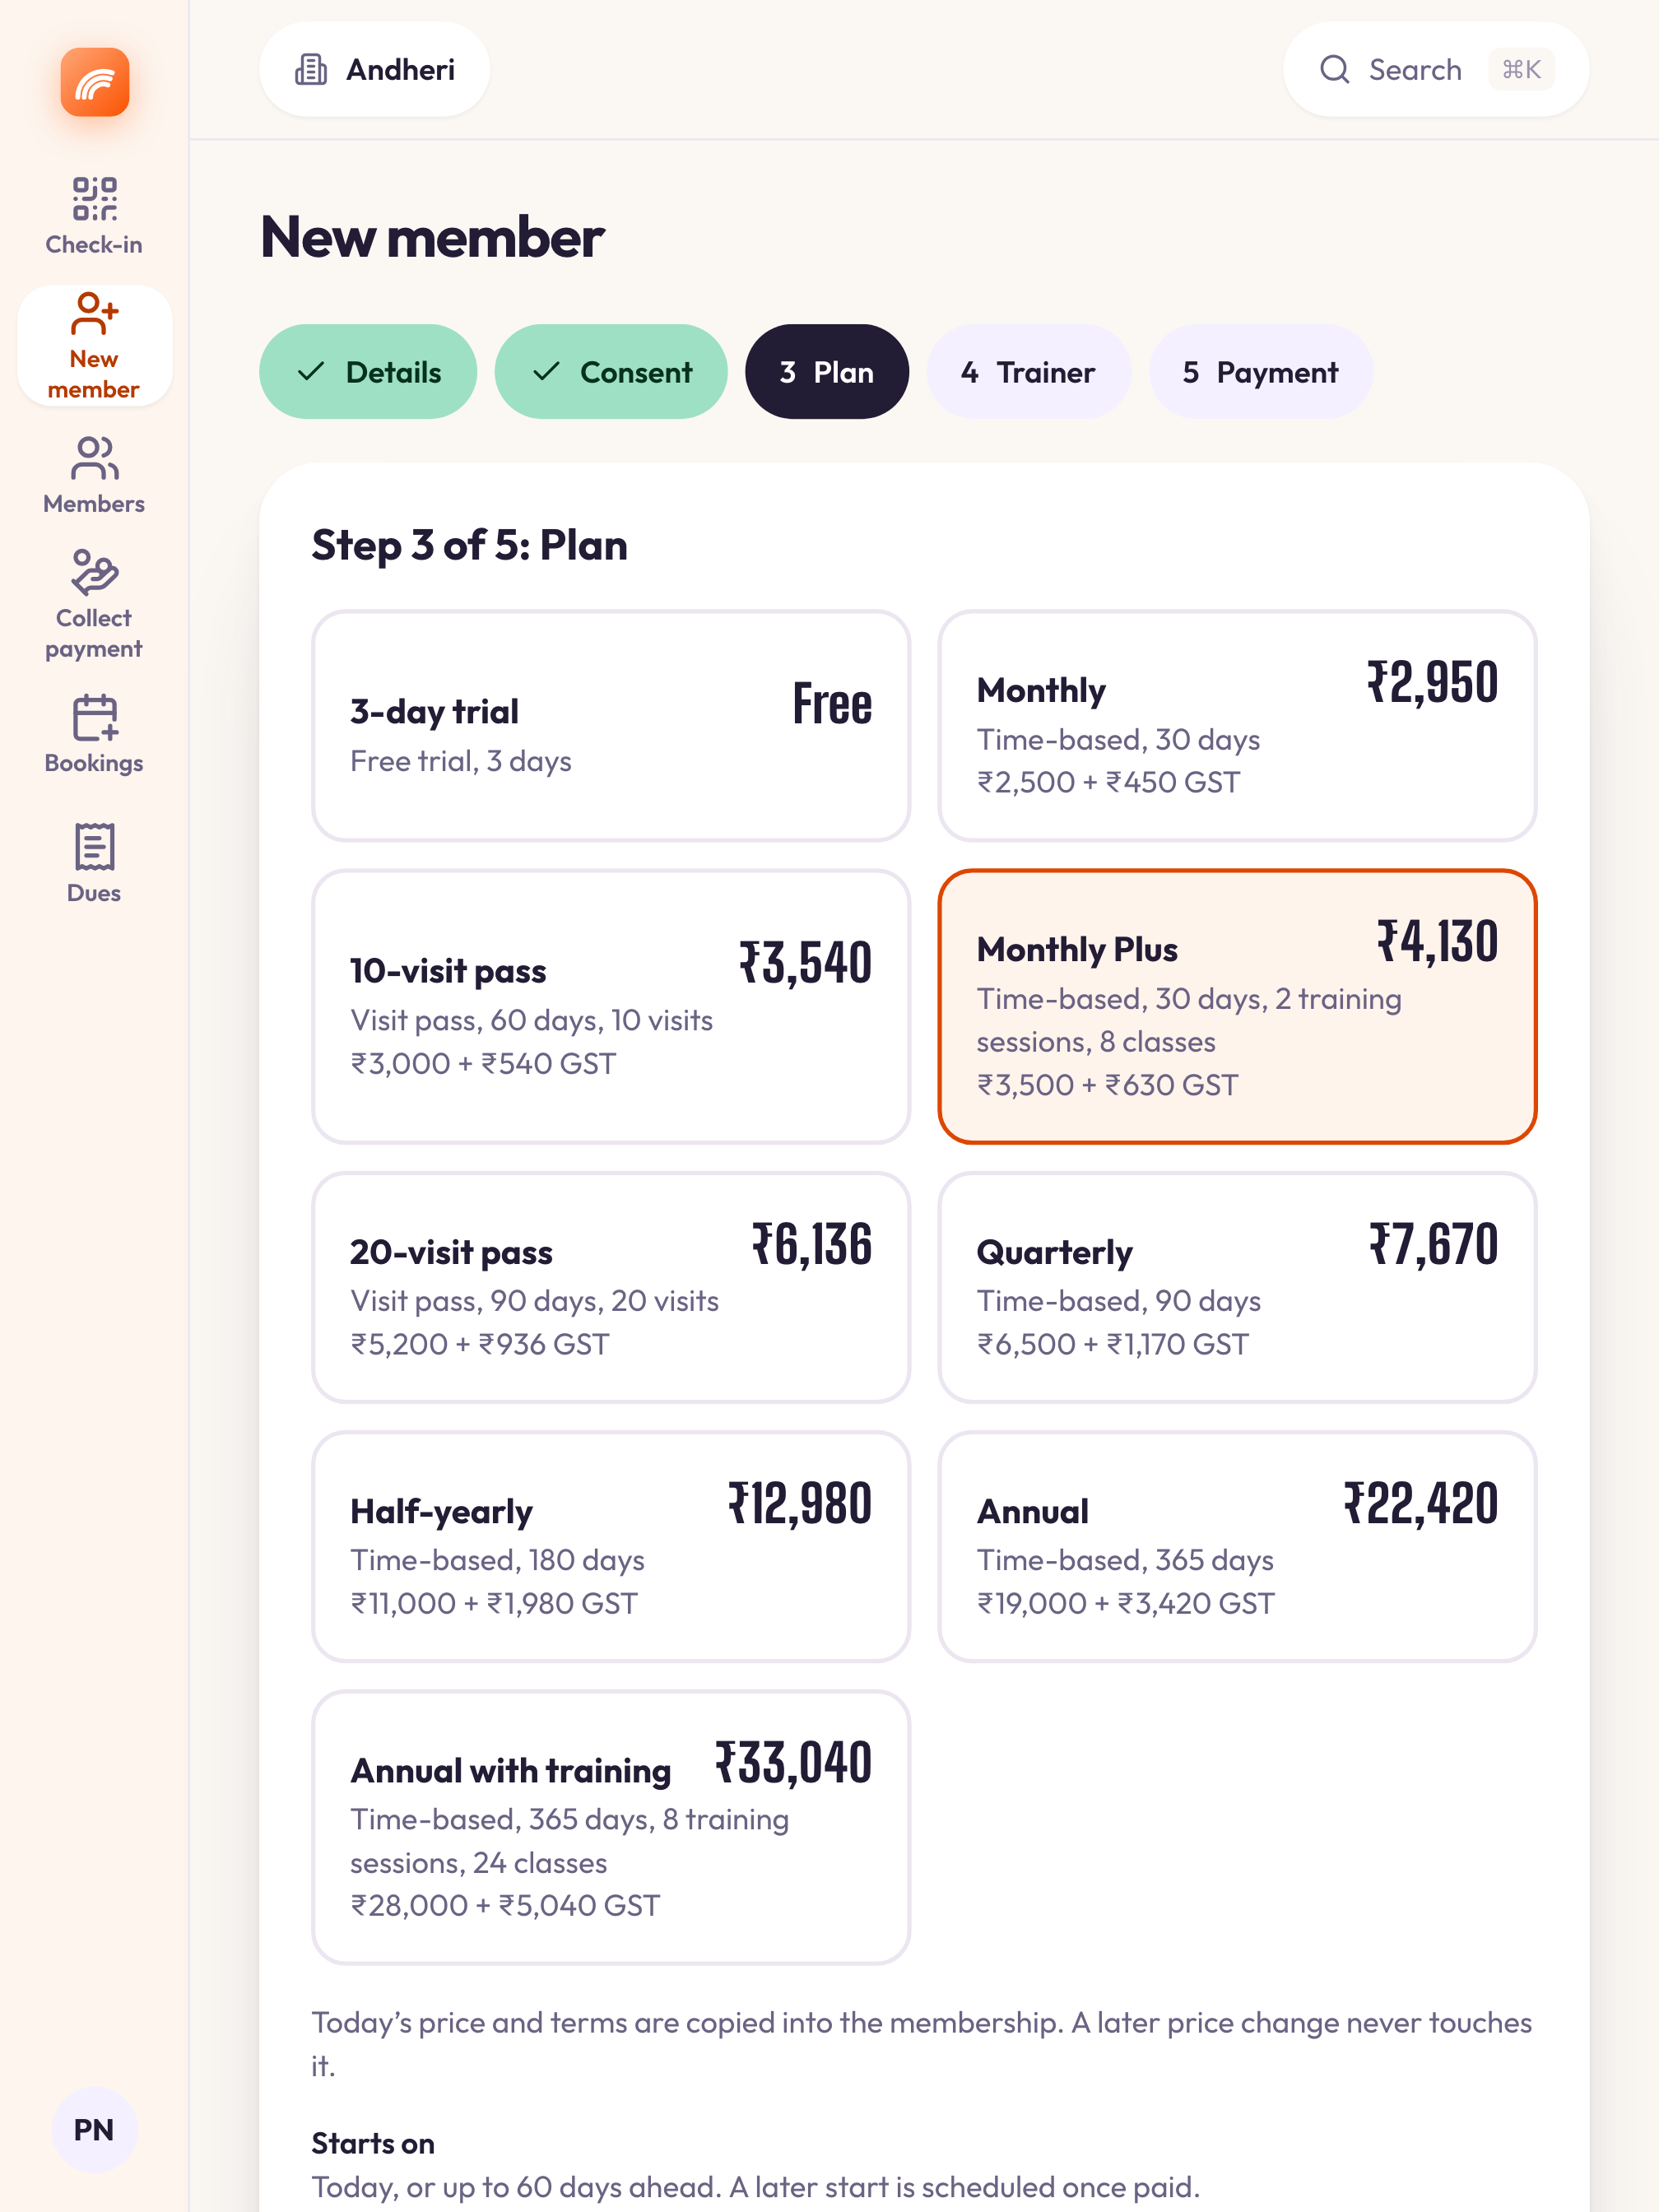 Andheri
Search ⌘K
Check-in
New
member
Members
Collect
payment
Bookings
Dues
PN
New member
Details
Consent
3 Plan
4 Trainer
5 Payment
Step 3 of 5: Plan
3-day trial Free
Free trial, 3 days
Monthly ₹2,950
Time-based, 30 days
₹2,500 + ₹450 GST
10-visit pass ₹3,540
Visit pass, 60 days, 10 visits
₹3,000 + ₹540 GST
Monthly Plus ₹4,130
Time-based, 30 days, 2 training
sessions, 8 classes
₹3,500 + ₹630 GST
20-visit pass ₹6,136
Visit pass, 90 days, 20 visits
₹5,200 + ₹936 GST
Quarterly ₹7,670
Time-based, 90 days
₹6,500 + ₹1,170 GST
Half-yearly ₹12,980
Time-based, 180 days
₹11,000 + ₹1,980 GST
Annual ₹22,420
Time-based, 365 days
₹19,000 + ₹3,420 GST
Annual with training ₹33,040
Time-based, 365 days, 8 training
sessions, 24 classes
₹28,000 + ₹5,040 GST
Today’s price and terms are copied into the membership. A later price change never touches
it.
Starts on
Today, or up to 60 days ahead. A later start is scheduled once paid.